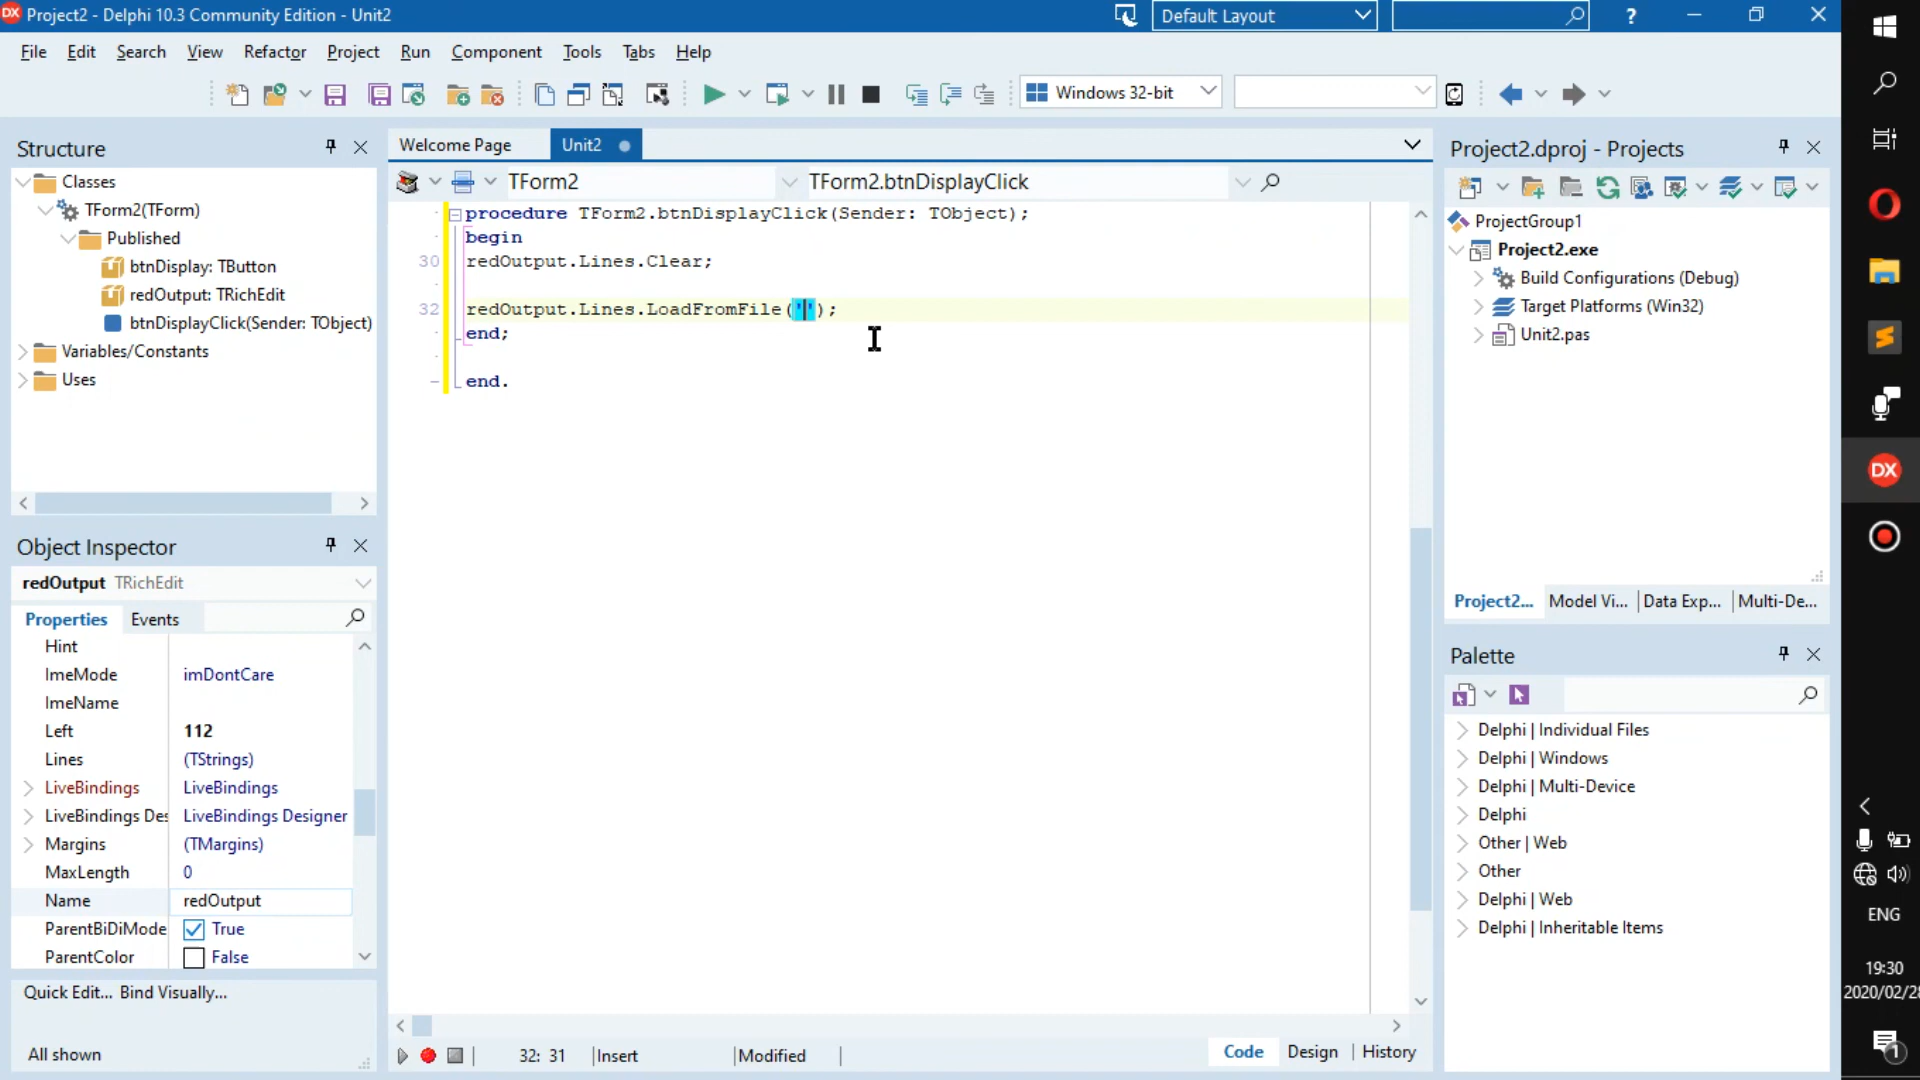 DX Project2 - Delphi 10.3 Community Edition - Unit2
Default Layout
?
File Edit Search View Refactor Project Run Component Tools Tabs Help
Windows 32-bit
Structure
Classes
TForm2(TForm)
Published
btnDisplay: TButton
redOutput: TRichEdit
btnDisplayClick(Sender: TObject)
Variables/Constants
Uses
Object Inspector
redOutput TRichEdit
Properties Events
Hint
ImeMode imDontCare
ImeName
Left 112
Lines (TStrings)
LiveBindings LiveBindings
LiveBindings Des LiveBindings Designer
Margins (TMargins)
MaxLength 0
Name redOutput
ParentBiDiMode True
ParentColor False
Quick Edit... Bind Visually...
All shown
Welcome Page Unit2
TForm2 TForm2.btnDisplayClick
procedure TForm2.btnDisplayClick(Sender: TObject);
begin
30 redOutput.Lines.Clear;
32 redOutput.Lines.LoadFromFile('');
end;
end.
32: 31 Insert Modified
Code Design History
Project2.dproj - Projects
ProjectGroup1
Project2.exe
Build Configurations (Debug)
Target Platforms (Win32)
Unit2.pas
Project2... Model Vi... Data Exp... Multi-De...
Palette
Delphi | Individual Files
Delphi | Windows
Delphi | Multi-Device
Delphi
Other | Web
Other
Delphi | Web
Delphi | Inheritable Items
DX
ENG
19:30
2020/02/28
1